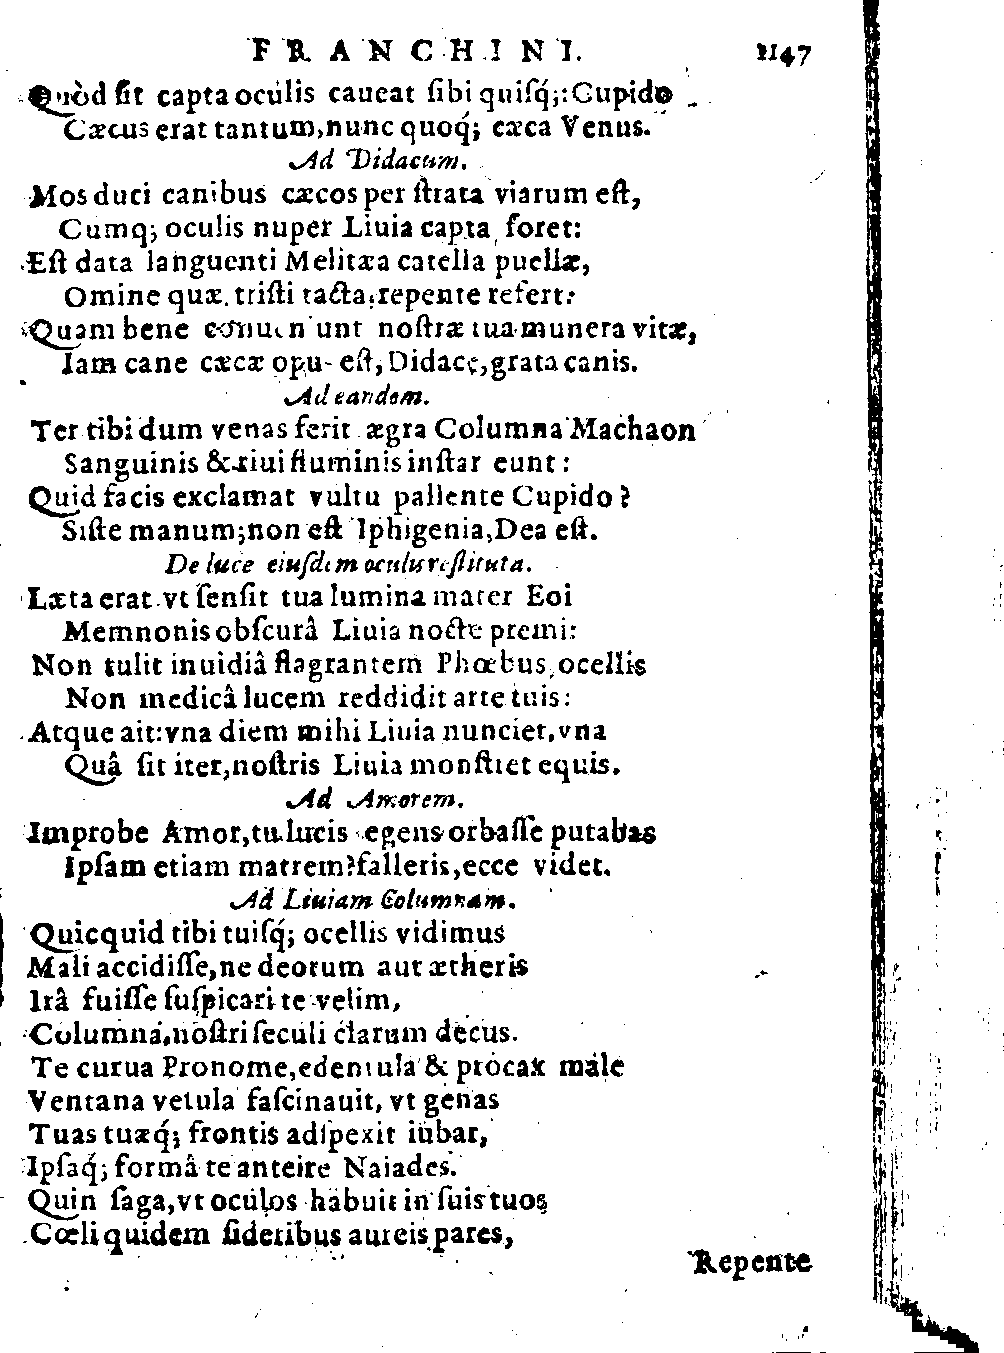 FRANCHINI. 1147
Quòd sit capta oculis caueat sibi quisq́;: Cupido
Cæcus erat tantum, nunc quoq́; cæca Venus.
Ad Didacum.
Mos duci canibus cæcos per strata viarum est,
Cumq; oculis nuper Liuia capta foret:
Est data languenti Melitæa catella puellæ,
Omine quæ tristi tacta, repente refert:
Quam bene conueniunt nostræ tua munera vitæ,
Iam cane cæcæ opu- est, Didace, grata canis.
Ad eandem.
Ter tibi dum venas ferit ægra Columna Machaon
Sanguinis & riui fluminis instar eunt:
Quid facis exclamat vultu pallente Cupido?
Siste manum; non est Iphigenia, Dea est.
De luce eiusdem oculis restituta.
Læta erat vt sensit tua lumina mater Eoi
Memnonis obscurâ Liuia nocte premi:
Non tulit inuidiâ flagrantem Phœbus, ocellis
Non medicâ lucem reddidit arte tuis:
Atque ait: vna diem mihi Liuia nunciet, vna
Quâ sit iter, nostris Liuia monstret equis.
Ad Amorem.
Improbe Amor, tu lucis egens orbasse putabas
Ipsam etiam matrem? falleris, ecce videt.
Ad Liuiam Columnam.
Quicquid tibi tuisq́; ocellis vidimus
Mali accidisse, ne deorum aut ætheris
Irâ fuisse suspicari te velim,
Columna, nostri seculi clarum decus.
Te curua Pronome, edentula & procax male
Ventana vetula fascinauit, vt genas
Tuas tuæq́; frontis adspexit iubar,
Ipsaq́; formâ te anteire Naiades.
Quin saga, vt oculos habuit in suis tuos
Cœli quidem sideribus aureis pares,
Repente